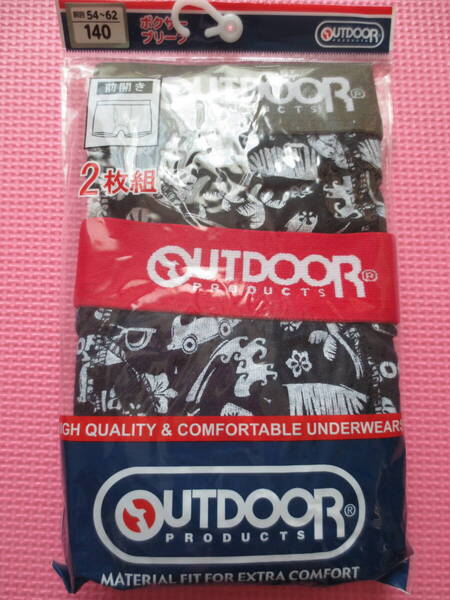 胴囲 54~62
140
ボクサー
ブリーフ
OUTDOOR
PRODUCTS
前開き
2枚組
OUTDOOR®
PRODUCTS
OUTDOOR®
PRODUCTS
GH QUALITY & COMFORTABLE UNDERWEARS
OUTDOOR
PRODUCTS
MATERIAL FIT FOR EXTRA COMFORT